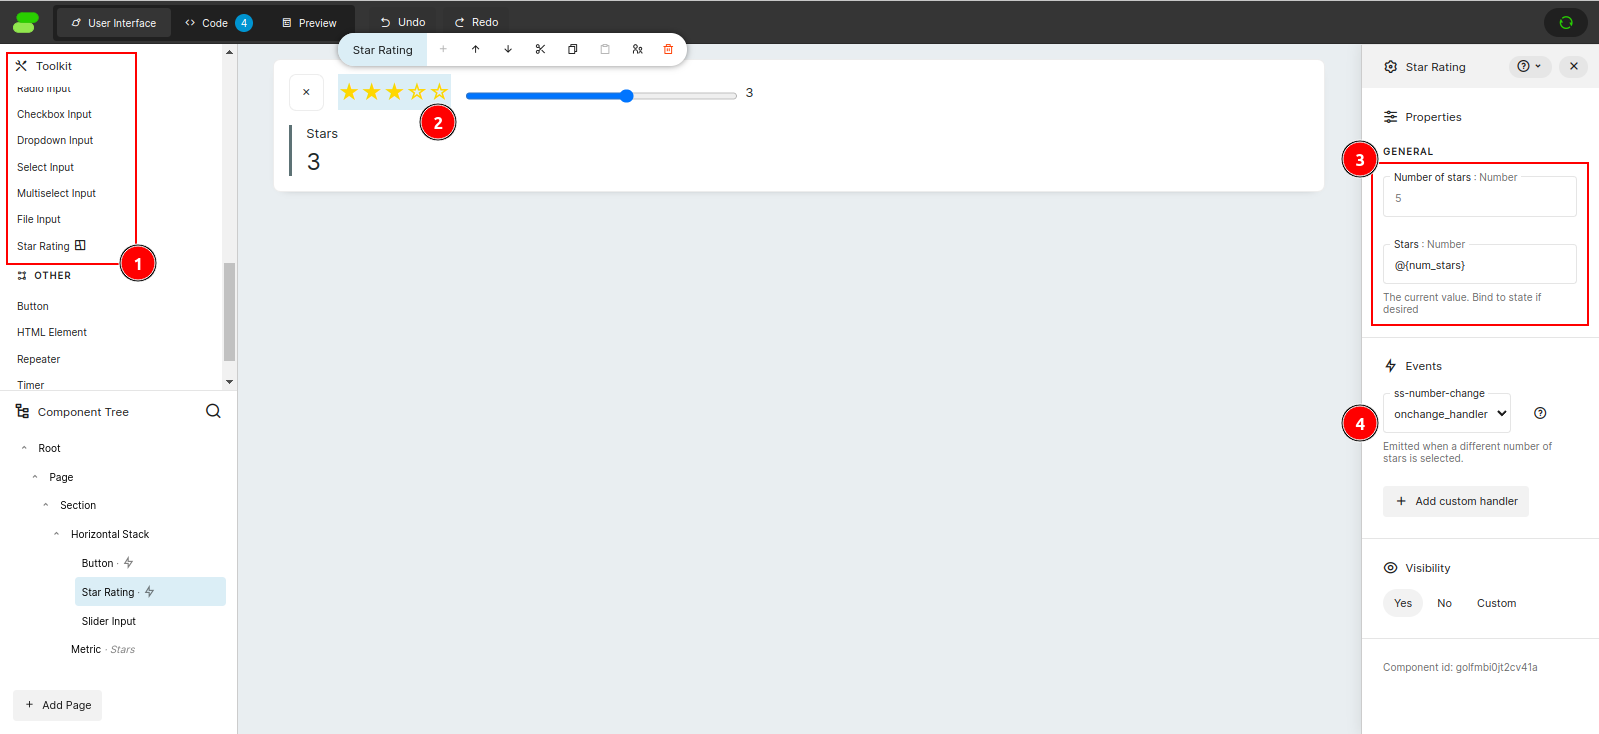 User Interface
Code 4
Preview
Undo
Redo
Star Rating
Toolkit
Radio Input
Checkbox Input
Dropdown Input
Select Input
Multiselect Input
File Input
Star Rating
1
OTHER
Button
HTML Element
Repeater
Timer
Component Tree
Root
Page
Section
Horizontal Stack
Button ·
Star Rating ·
Slider Input
Metric · Stars
+ Add Page
×
3
2
Stars
3
Star Rating
Properties
GENERAL
3
Number of stars : Number
5
Stars : Number
@{num_stars}
The current value. Bind to state if
desired
Events
ss-number-change
onchange_handler
4
Emitted when a different number of
stars is selected.
+ Add custom handler
Visibility
Yes No Custom
Component id: golfmbi0jt2cv41a